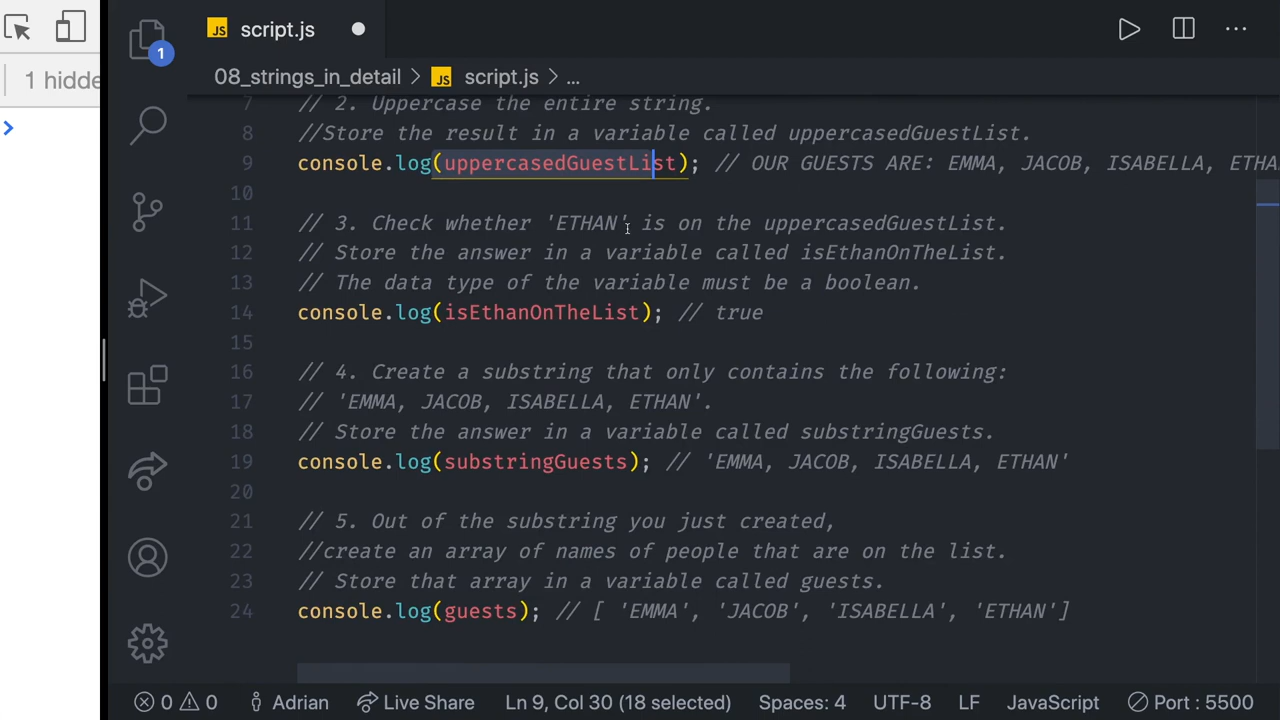 JS script.js
1
1 hidde
08_strings_in_detail > JS script.js > ...
7 // 2. Uppercase the entire string.
8 //Store the result in a variable called uppercasedGuestList.
9 console.log(uppercasedGuestList); // OUR GUESTS ARE: EMMA, JACOB, ISABELLA, ETHA
10
11 // 3. Check whether 'ETHAN' is on the uppercasedGuestList.
12 // Store the answer in a variable called isEthanOnTheList.
13 // The data type of the variable must be a boolean.
14 console.log(isEthanOnTheList); // true
15
16 // 4. Create a substring that only contains the following:
17 // 'EMMA, JACOB, ISABELLA, ETHAN'.
18 // Store the answer in a variable called substringGuests.
19 console.log(substringGuests); // 'EMMA, JACOB, ISABELLA, ETHAN'
20
21 // 5. Out of the substring you just created,
22 //create an array of names of people that are on the list.
23 // Store that array in a variable called guests.
24 console.log(guests); // [ 'EMMA', 'JACOB', 'ISABELLA', 'ETHAN']
0 0 Adrian Live Share Ln 9, Col 30 (18 selected) Spaces: 4 UTF-8 LF JavaScript Port : 5500